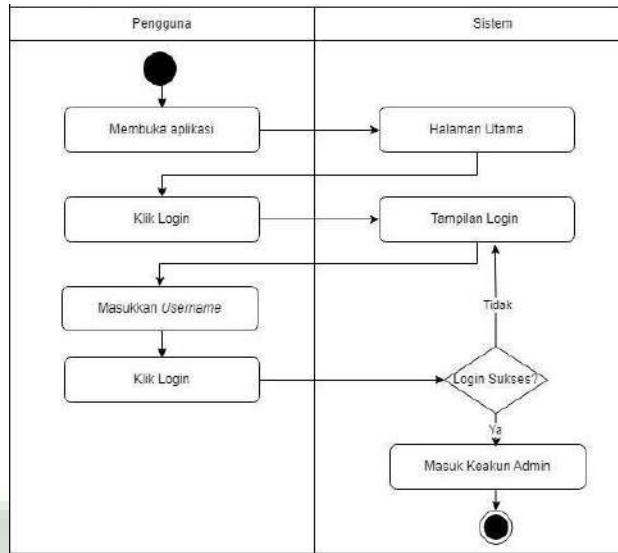 Pengguna
Sistem
Membuka aplikasi
Halaman Utama
Klik Login
Tampilan Login
Masukkan Username
Tidak
Klik Login
Login Sukses?
Ya
Masuk Keakun Admin